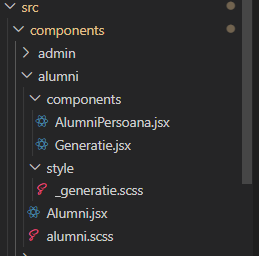 src
components
admin
alumni
components
AlumniPersoana.jsx
Generatie.jsx
style
_generatie.scss
Alumni.jsx
alumni.scss